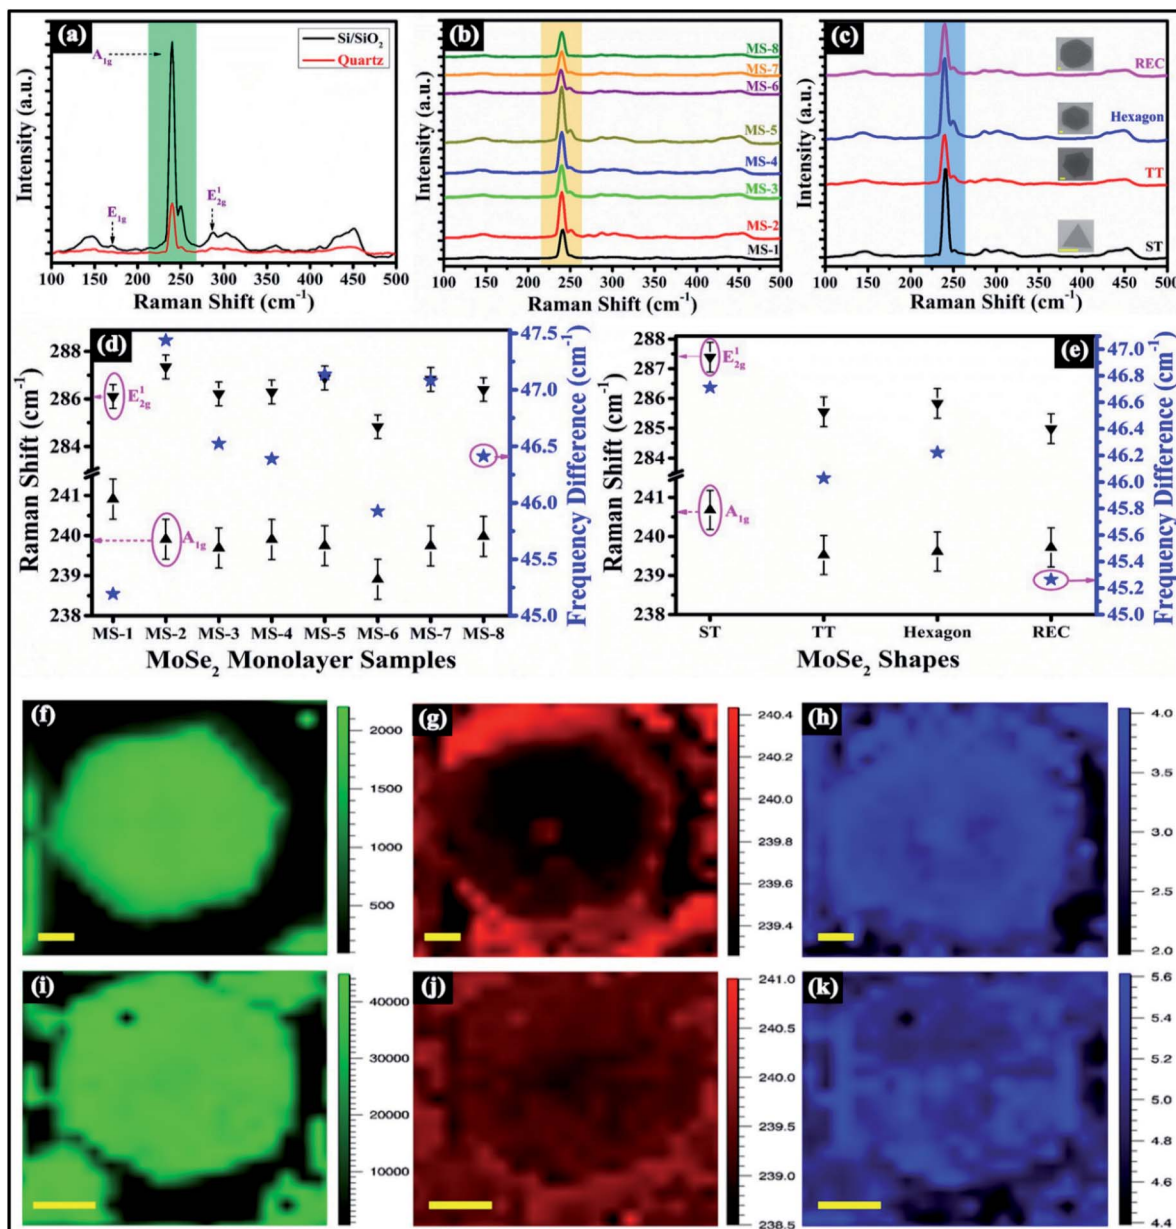 (a)
A1g
Si/SiO2
Quartz
E1g
E12g
Intensity (a.u.)
100 150 200 250 300 350 400 450 500
Raman Shift (cm-1)
(b)
MS-8
MS-7
MS-6
MS-5
MS-4
MS-3
MS-2
MS-1
Intensity (a.u.)
100 150 200 250 300 350 400 450 500
Raman Shift (cm-1)
(c)
REC
Hexagon
TT
ST
Intensity (a.u.)
100 150 200 250 300 350 400 450 500
Raman Shift (cm-1)
(d)
Raman Shift (cm-1)
288
286
284
241
240
239
238
E12g
A1g
47.5
47.0
46.5
46.0
45.5
45.0
Frequency Difference (cm-1)
MS-1 MS-2 MS-3 MS-4 MS-5 MS-6 MS-7 MS-8
MoSe2 Monolayer Samples
(e)
Raman Shift (cm-1)
288
287
286
285
284
241
240
239
238
E12g
A1g
47.0
46.8
46.6
46.4
46.2
46.0
45.8
45.6
45.4
45.2
45.0
Frequency Difference (cm-1)
ST TT Hexagon REC
MoSe2 Shapes
(f)
2000
1500
1000
500
(g)
240.4
240.2
240.0
239.8
239.6
239.4
(h)
4.0
3.5
3.0
2.5
2.0
(i)
40000
30000
20000
10000
(j)
241.0
240.5
240.0
239.5
239.0
238.5
(k)
5.6
5.4
5.2
5.0
4.8
4.6
4.4